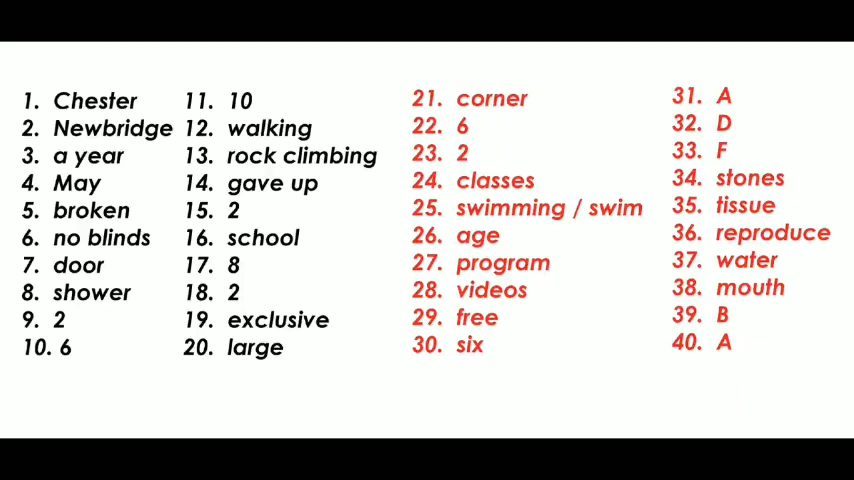 1. Chester
2. Newbridge
3. a year
4. May
5. broken
6. no blinds
7. door
8. shower
9. 2
10. 6
11. 10
12. walking
13. rock climbing
14. gave up
15. 2
16. school
17. 8
18. 2
19. exclusive
20. large
21. corner
22. 6
23. 2
24. classes
25. swimming / swim
26. age
27. program
28. videos
29. free
30. six
31. A
32. D
33. F
34. stones
35. tissue
36. reproduce
37. water
38. mouth
39. B
40. A